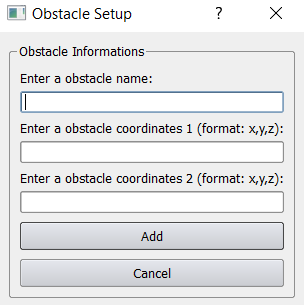 Obstacle Setup
?
Obstacle Informations
Enter a obstacle name:
Enter a obstacle coordinates 1 (format: x,y,z):
Enter a obstacle coordinates 2 (format: x,y,z):
Add
Cancel